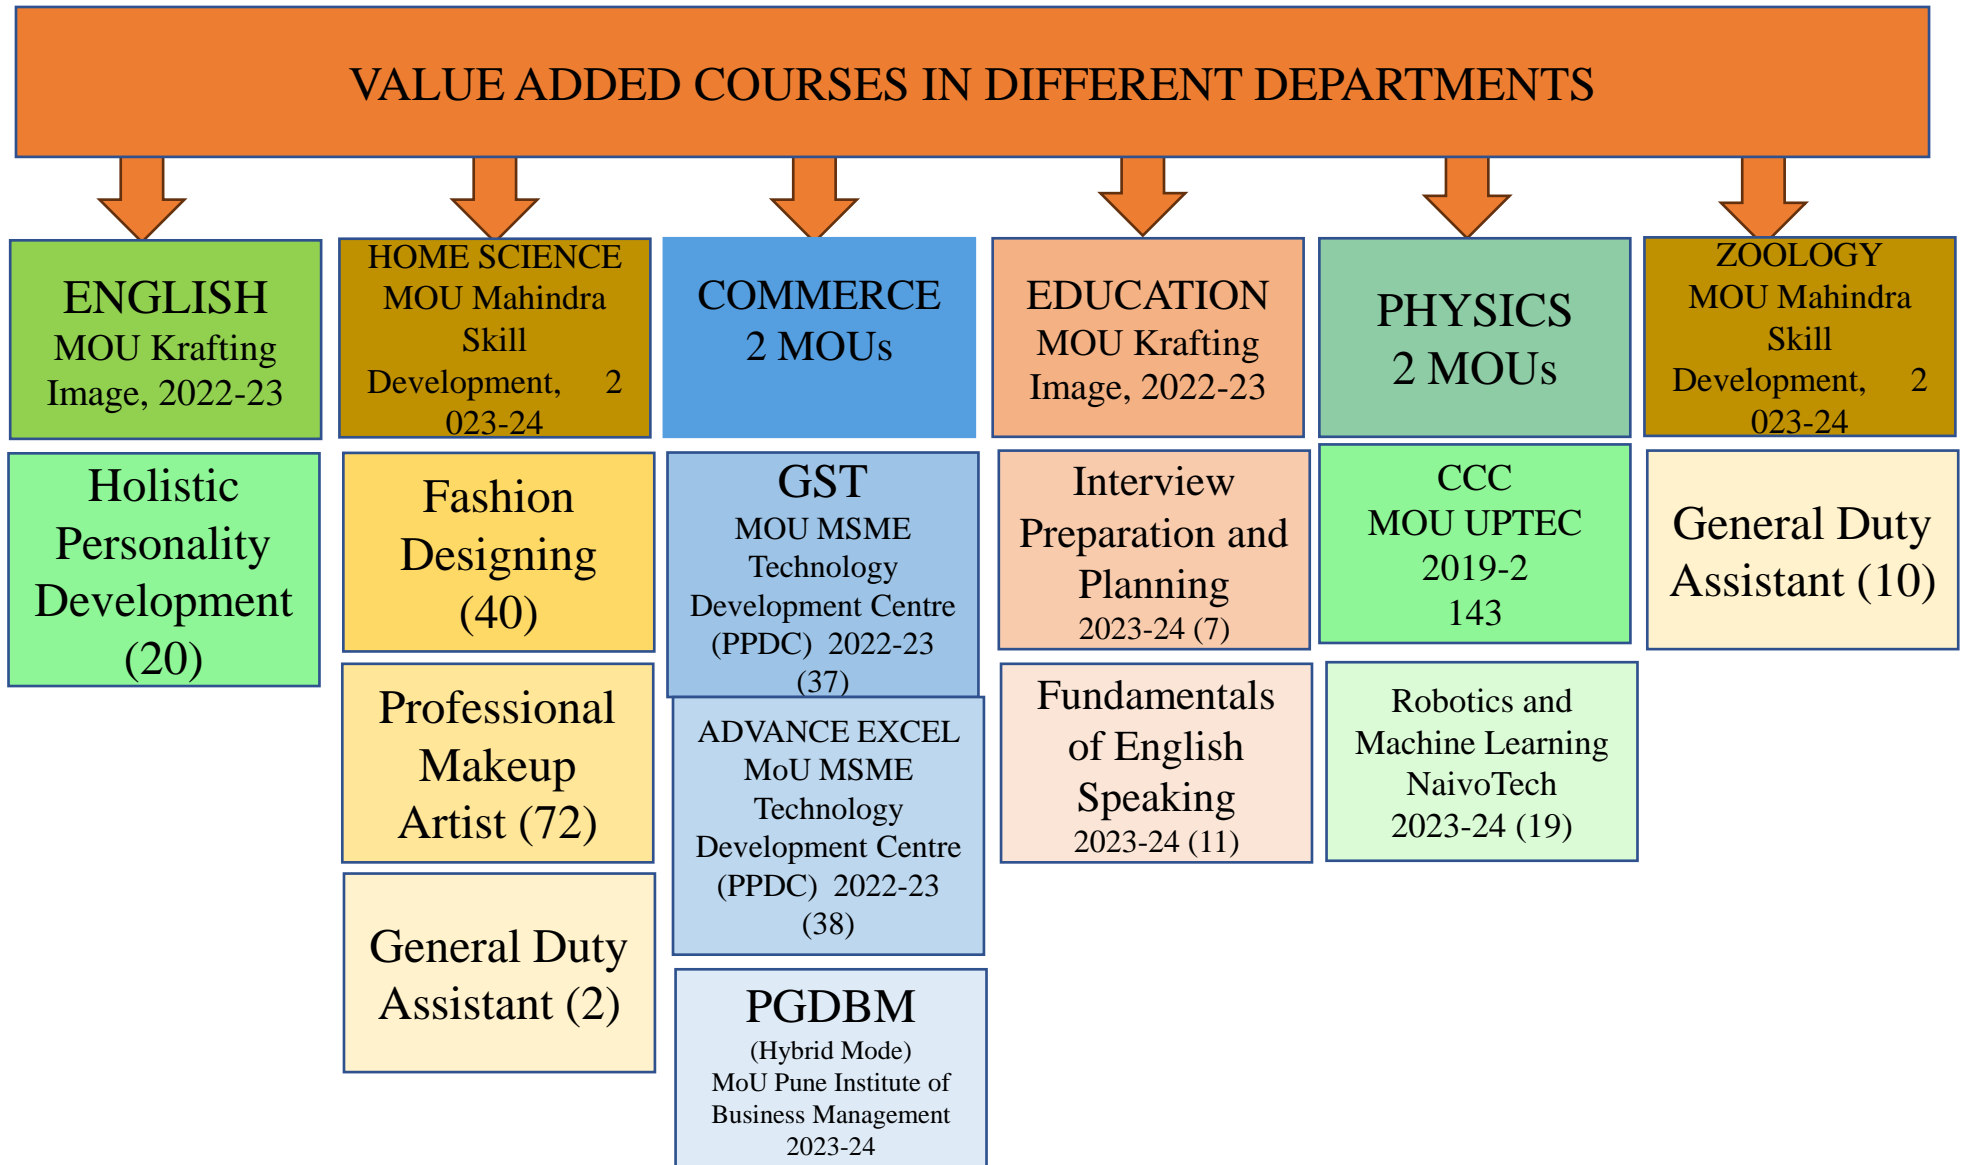 VALUE ADDED COURSES IN DIFFERENT DEPARTMENTS
ENGLISH
MOU Krafting
Image, 2022-23
Holistic
Personality
Development
(20)
HOME SCIENCE
MOU Mahindra
Skill
Development, 2
023-24
Fashion
Designing
(40)
Professional
Makeup
Artist (72)
General Duty
Assistant (2)
COMMERCE
2 MOUs
GST
MOU MSME
Technology
Development Centre
(PPDC) 2022-23
(37)
ADVANCE EXCEL
MoU MSME
Technology
Development Centre
(PPDC) 2022-23
(38)
PGDBM
(Hybrid Mode)
MoU Pune Institute of
Business Management
2023-24
EDUCATION
MOU Krafting
Image, 2022-23
Interview
Preparation and
Planning
2023-24 (7)
Fundamentals
of English
Speaking
2023-24 (11)
PHYSICS
2 MOUs
CCC
MOU UPTEC
2019-2
143
Robotics and
Machine Learning
NaivoTech
2023-24 (19)
ZOOLOGY
MOU Mahindra
Skill
Development, 2
023-24
General Duty
Assistant (10)